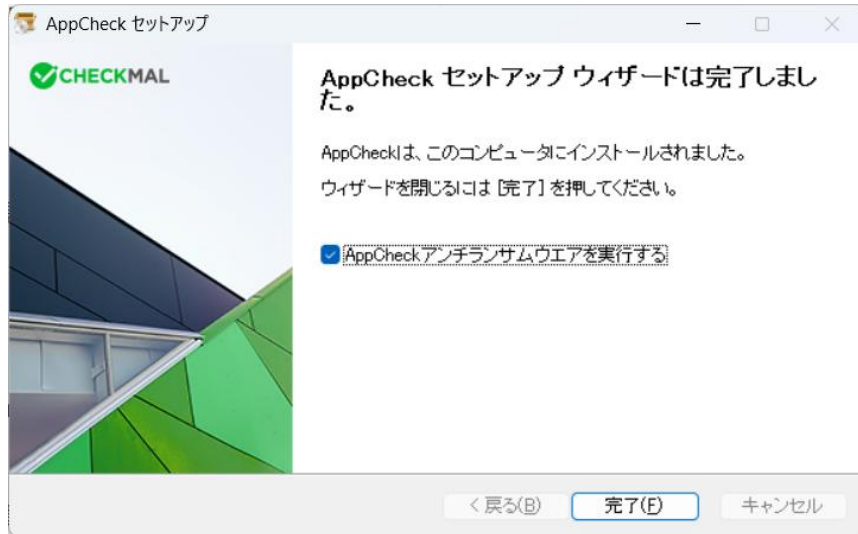 AppCheck セットアップ
CHECKMAL
AppCheck セットアップ ウィザードは完了しまし
た。
AppCheckは、このコンピュータにインストールされました。
ウィザードを閉じるには [完了] を押してください。
AppCheckアンチランサムウエアを実行する
< 戻る(B)
完了(F)
キャンセル